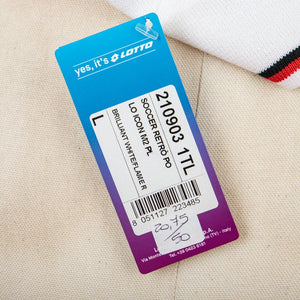 yes, it's LOTTO
210903 1TL
SOCCER RETRÒ PO
LO ICON M2 PL
BRILLIANT WHITE/FLAME R
L
8 051127 223485
20,75
/50